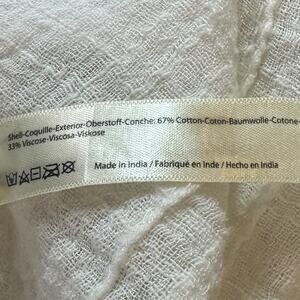 Shell-Coquille-Exterior-Oberstoff-Conche: 67% Cotton-Coton-Baumwolle-Cotone-
33% Viscose-Viscosa-Viskose
Made in India / Fabriqué en Inde / Hecho en India